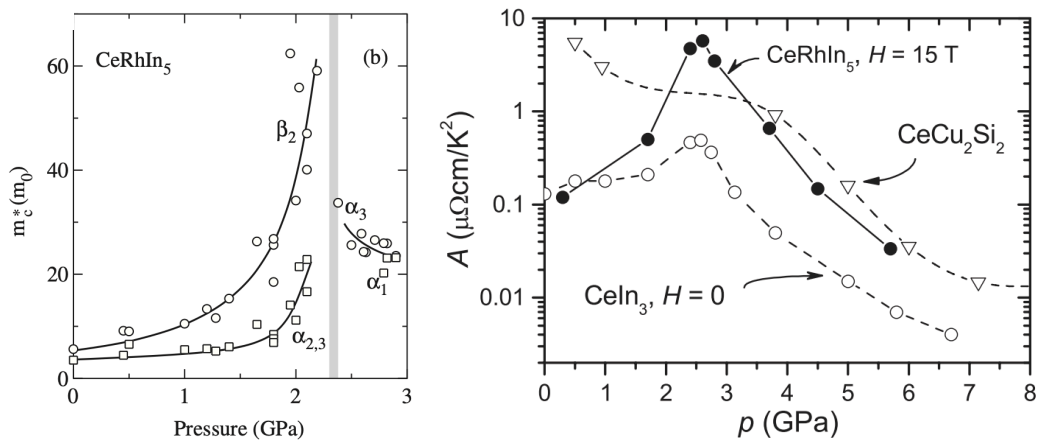 CeRhIn₅
(b)
β₂
α₃
α₁
α₂,₃
m*c(m₀)
60
40
20
0
0 1 2 3
Pressure (GPa)
A (μΩcm/K²)
10
1
0.1
0.01
CeRhIn₅, H = 15 T
CeCu₂Si₂
CeIn₃, H = 0
0 1 2 3 4 5 6 7 8
p (GPa)